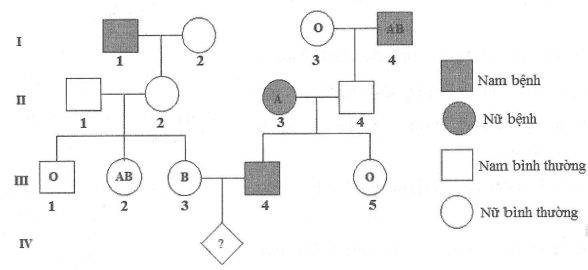 I
O
AB
1
2
3
4
Nam bệnh
II
A
1
2
3
4
Nữ bệnh
Nam bình thường
III
O
AB
B
O
1
2
3
4
5
Nữ bình thường
IV
?